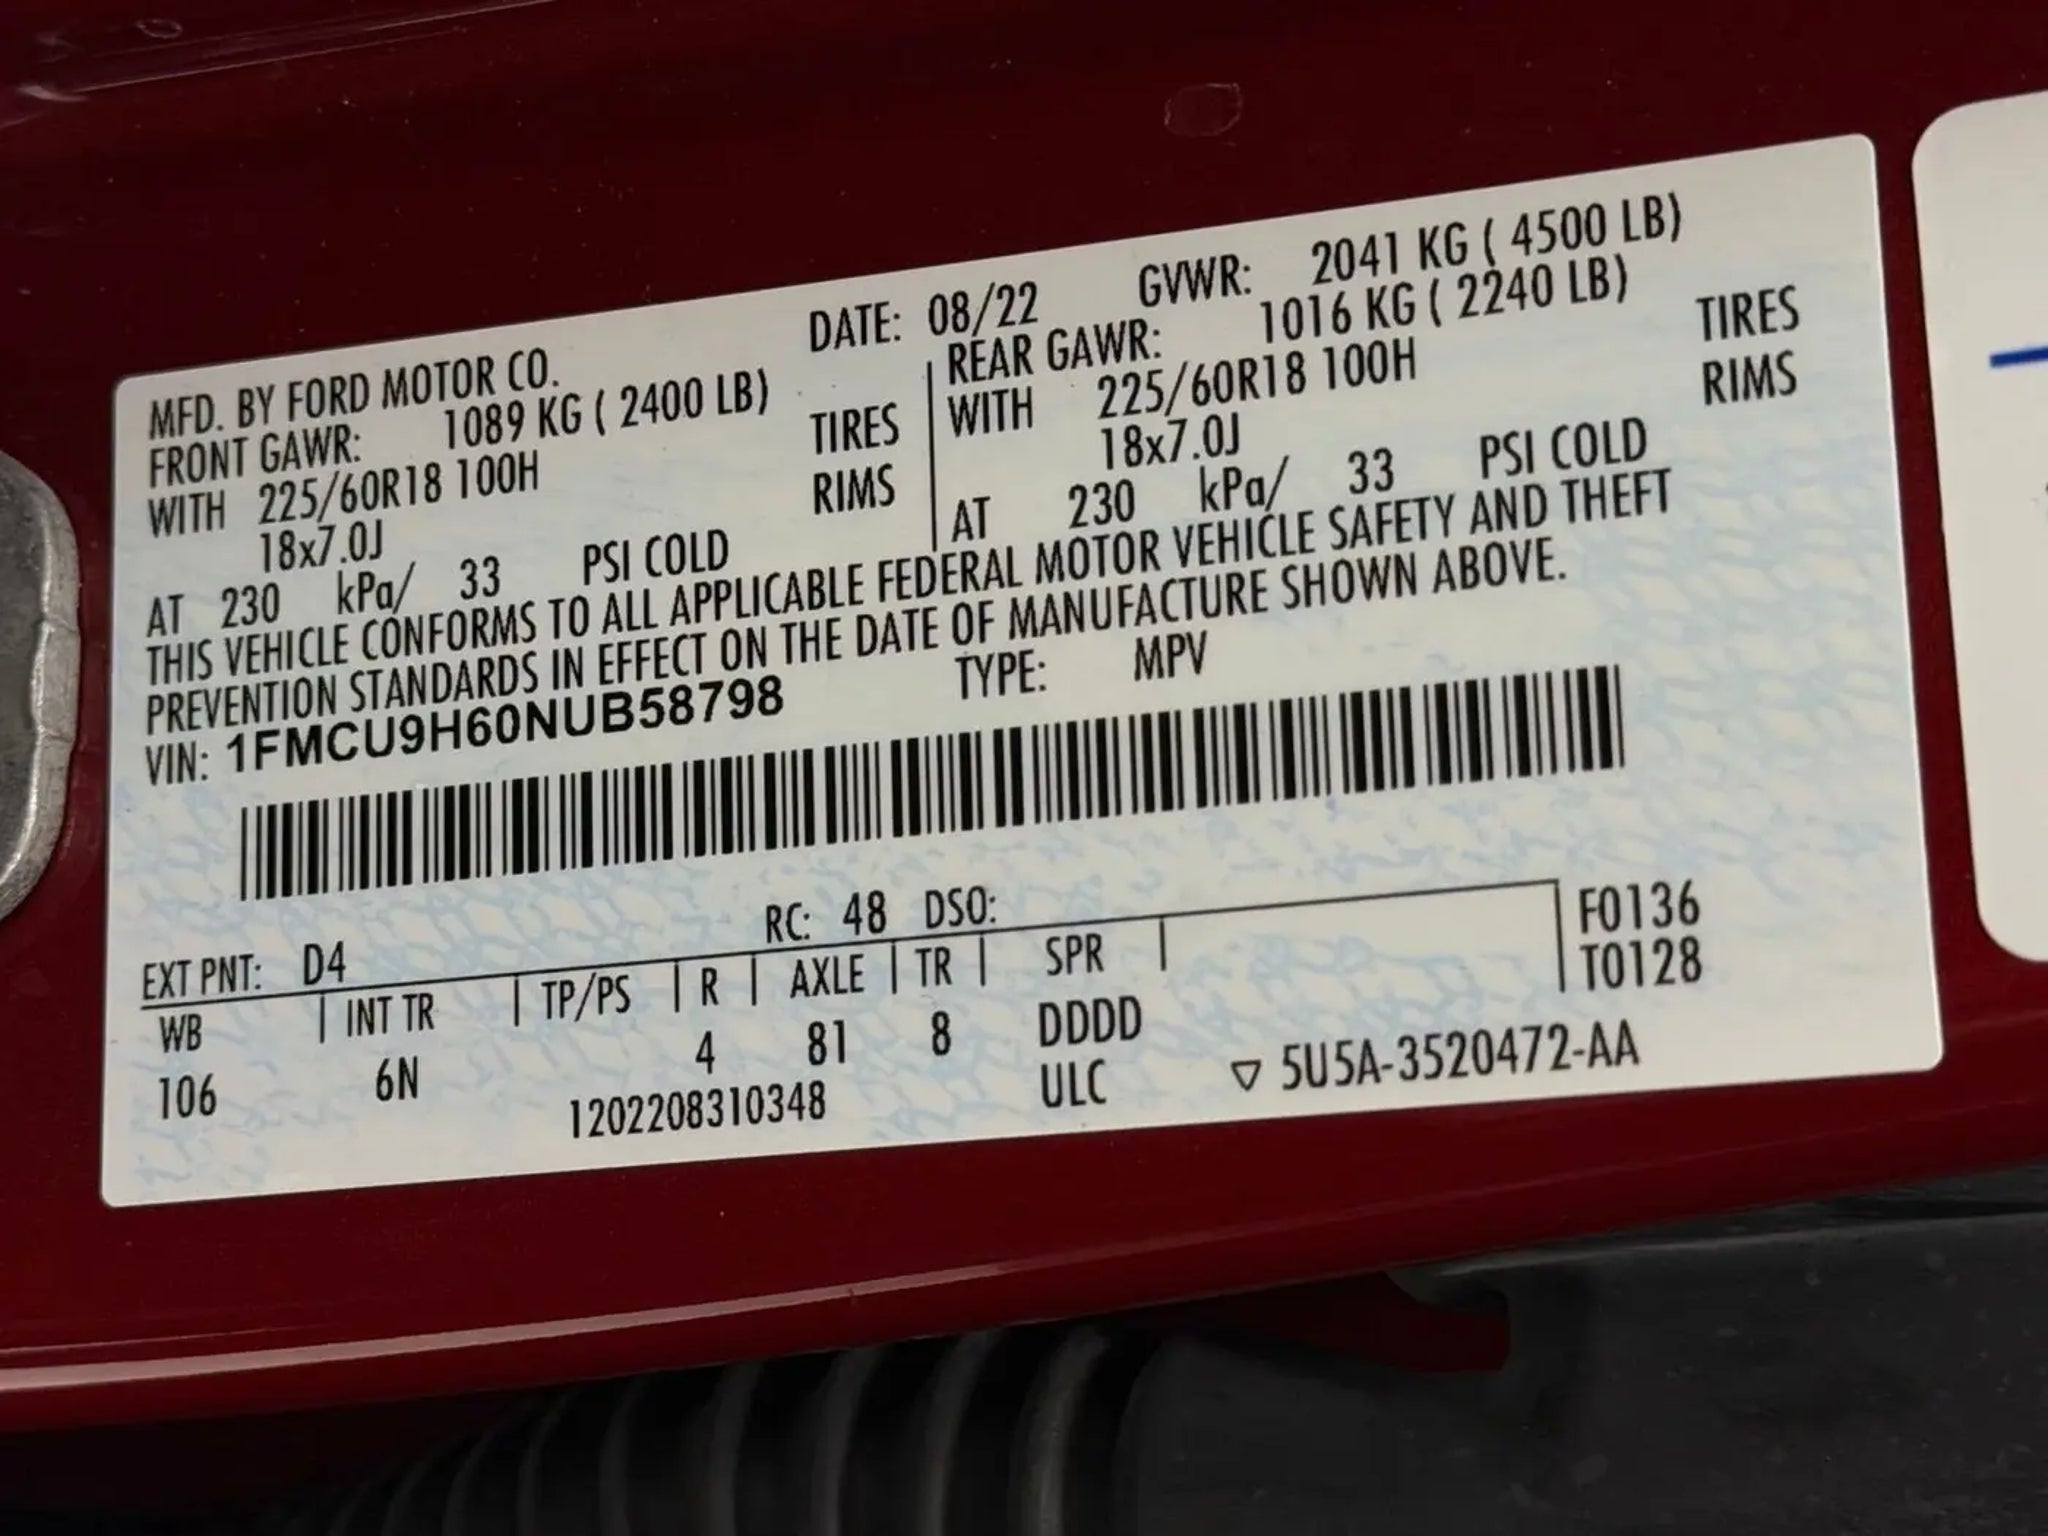 MFD. BY FORD MOTOR CO. DATE: 08/22 GVWR: 2041 KG ( 4500 LB)
FRONT GAWR: 1089 KG ( 2400 LB) REAR GAWR: 1016 KG ( 2240 LB)
WITH 225/60R18 100H TIRES WITH 225/60R18 100H TIRES
18x7.0J RIMS 18x7.0J RIMS
AT 230 kPa/ 33 PSI COLD AT 230 kPa/ 33 PSI COLD
THIS VEHICLE CONFORMS TO ALL APPLICABLE FEDERAL MOTOR VEHICLE SAFETY AND THEFT
PREVENTION STANDARDS IN EFFECT ON THE DATE OF MANUFACTURE SHOWN ABOVE.
VIN: 1FMCU9H60NUB58798 TYPE: MPV
EXT PNT: D4 RC: 48 DSO: F0136
WB INT TR TP/PS R AXLE TR SPR T0128
106 6N 4 81 8 DDDD
1202208310348 ULC 5U5A-3520472-AA